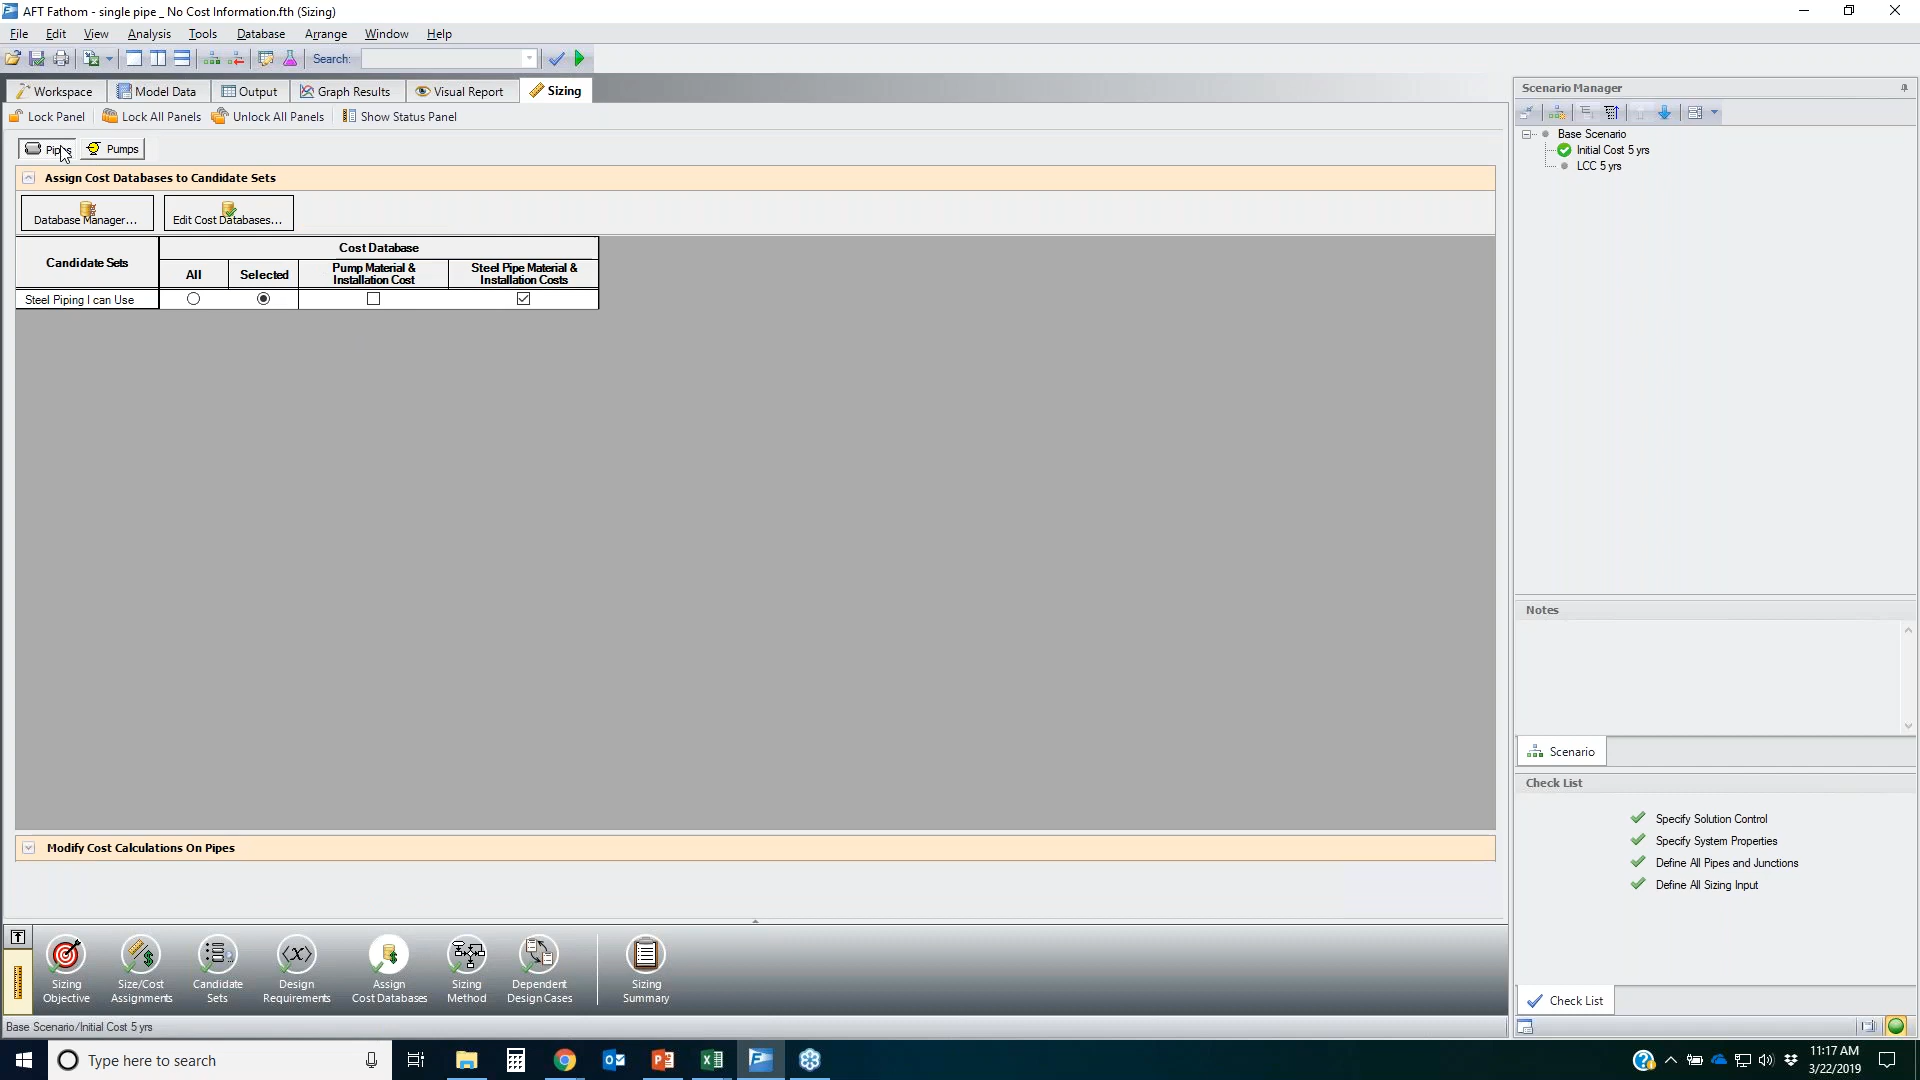 AFT Fathom - single pipe _ No Cost Information.fth (Sizing)
File Edit View Analysis Tools Database Arrange Window Help
Search:
Workspace Model Data Output Graph Results Visual Report Sizing
Lock Panel Lock All Panels Unlock All Panels Show Status Panel
Pipes Pumps
Assign Cost Databases to Candidate Sets
Database Manager... Edit Cost Databases...
Candidate Sets
Cost Database
All Selected
Pump Material &
Installation Cost
Steel Pipe Material &
Installation Costs
Steel Piping I can Use
Modify Cost Calculations On Pipes
Sizing
Objective
Size/Cost
Assignments
Candidate
Sets
(X)
Design
Requirements
Assign
Cost Databases
Sizing
Method
Dependent
Design Cases
Sizing
Summary
Base Scenario/Initial Cost 5 yrs
Scenario Manager
Base Scenario
Initial Cost 5 yrs
LCC 5 yrs
Notes
Scenario
Check List
Specify Solution Control
Specify System Properties
Define All Pipes and Junctions
Define All Sizing Input
Check List
Type here to search
11:17 AM
3/22/2019